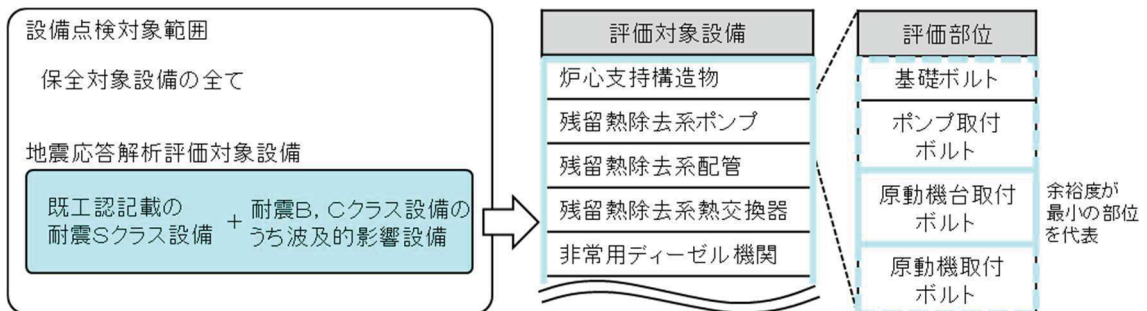 設備点検対象範囲
保全対象設備の全て
地震応答解析評価対象設備
既工認記載の
耐震Sクラス設備
+
耐震B,Cクラス設備の
うち波及的影響設備
評価対象設備
炉心支持構造物
残留熱除去系ポンプ
残留熱除去系配管
残留熱除去系熱交換器
非常用ディーゼル機関
評価部位
基礎ボルト
ポンプ取付
ボルト
原動機台取付
ボルト
原動機取付
ボルト
余裕度が
最小の部位
を代表